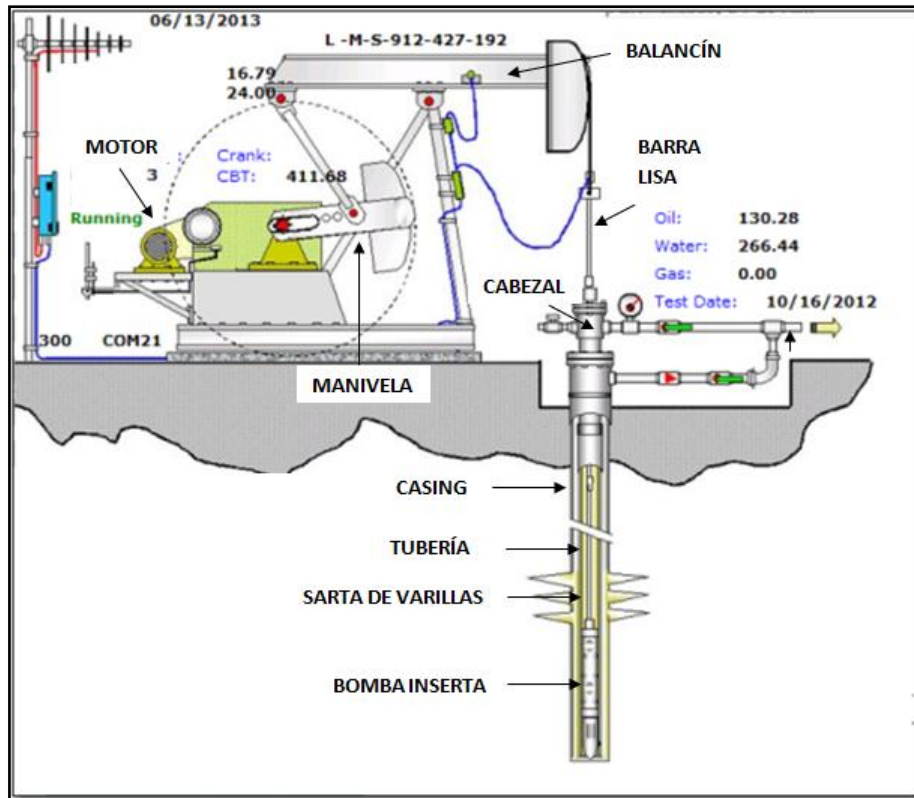 06/13/2013
L -M-S-912-427-192
BALANCÍN
16.79
24.00
MOTOR
Crank:
3
CBT:
411.68
BARRA
LISA
Running
Oil:
130.28
Water:
266.44
CABEZAL
Gas:
0.00
Test Date:
10/16/2012
300
COM21
MANIVELA
CASING
TUBERÍA
SARTA DE VARILLAS
BOMBA INSERTA